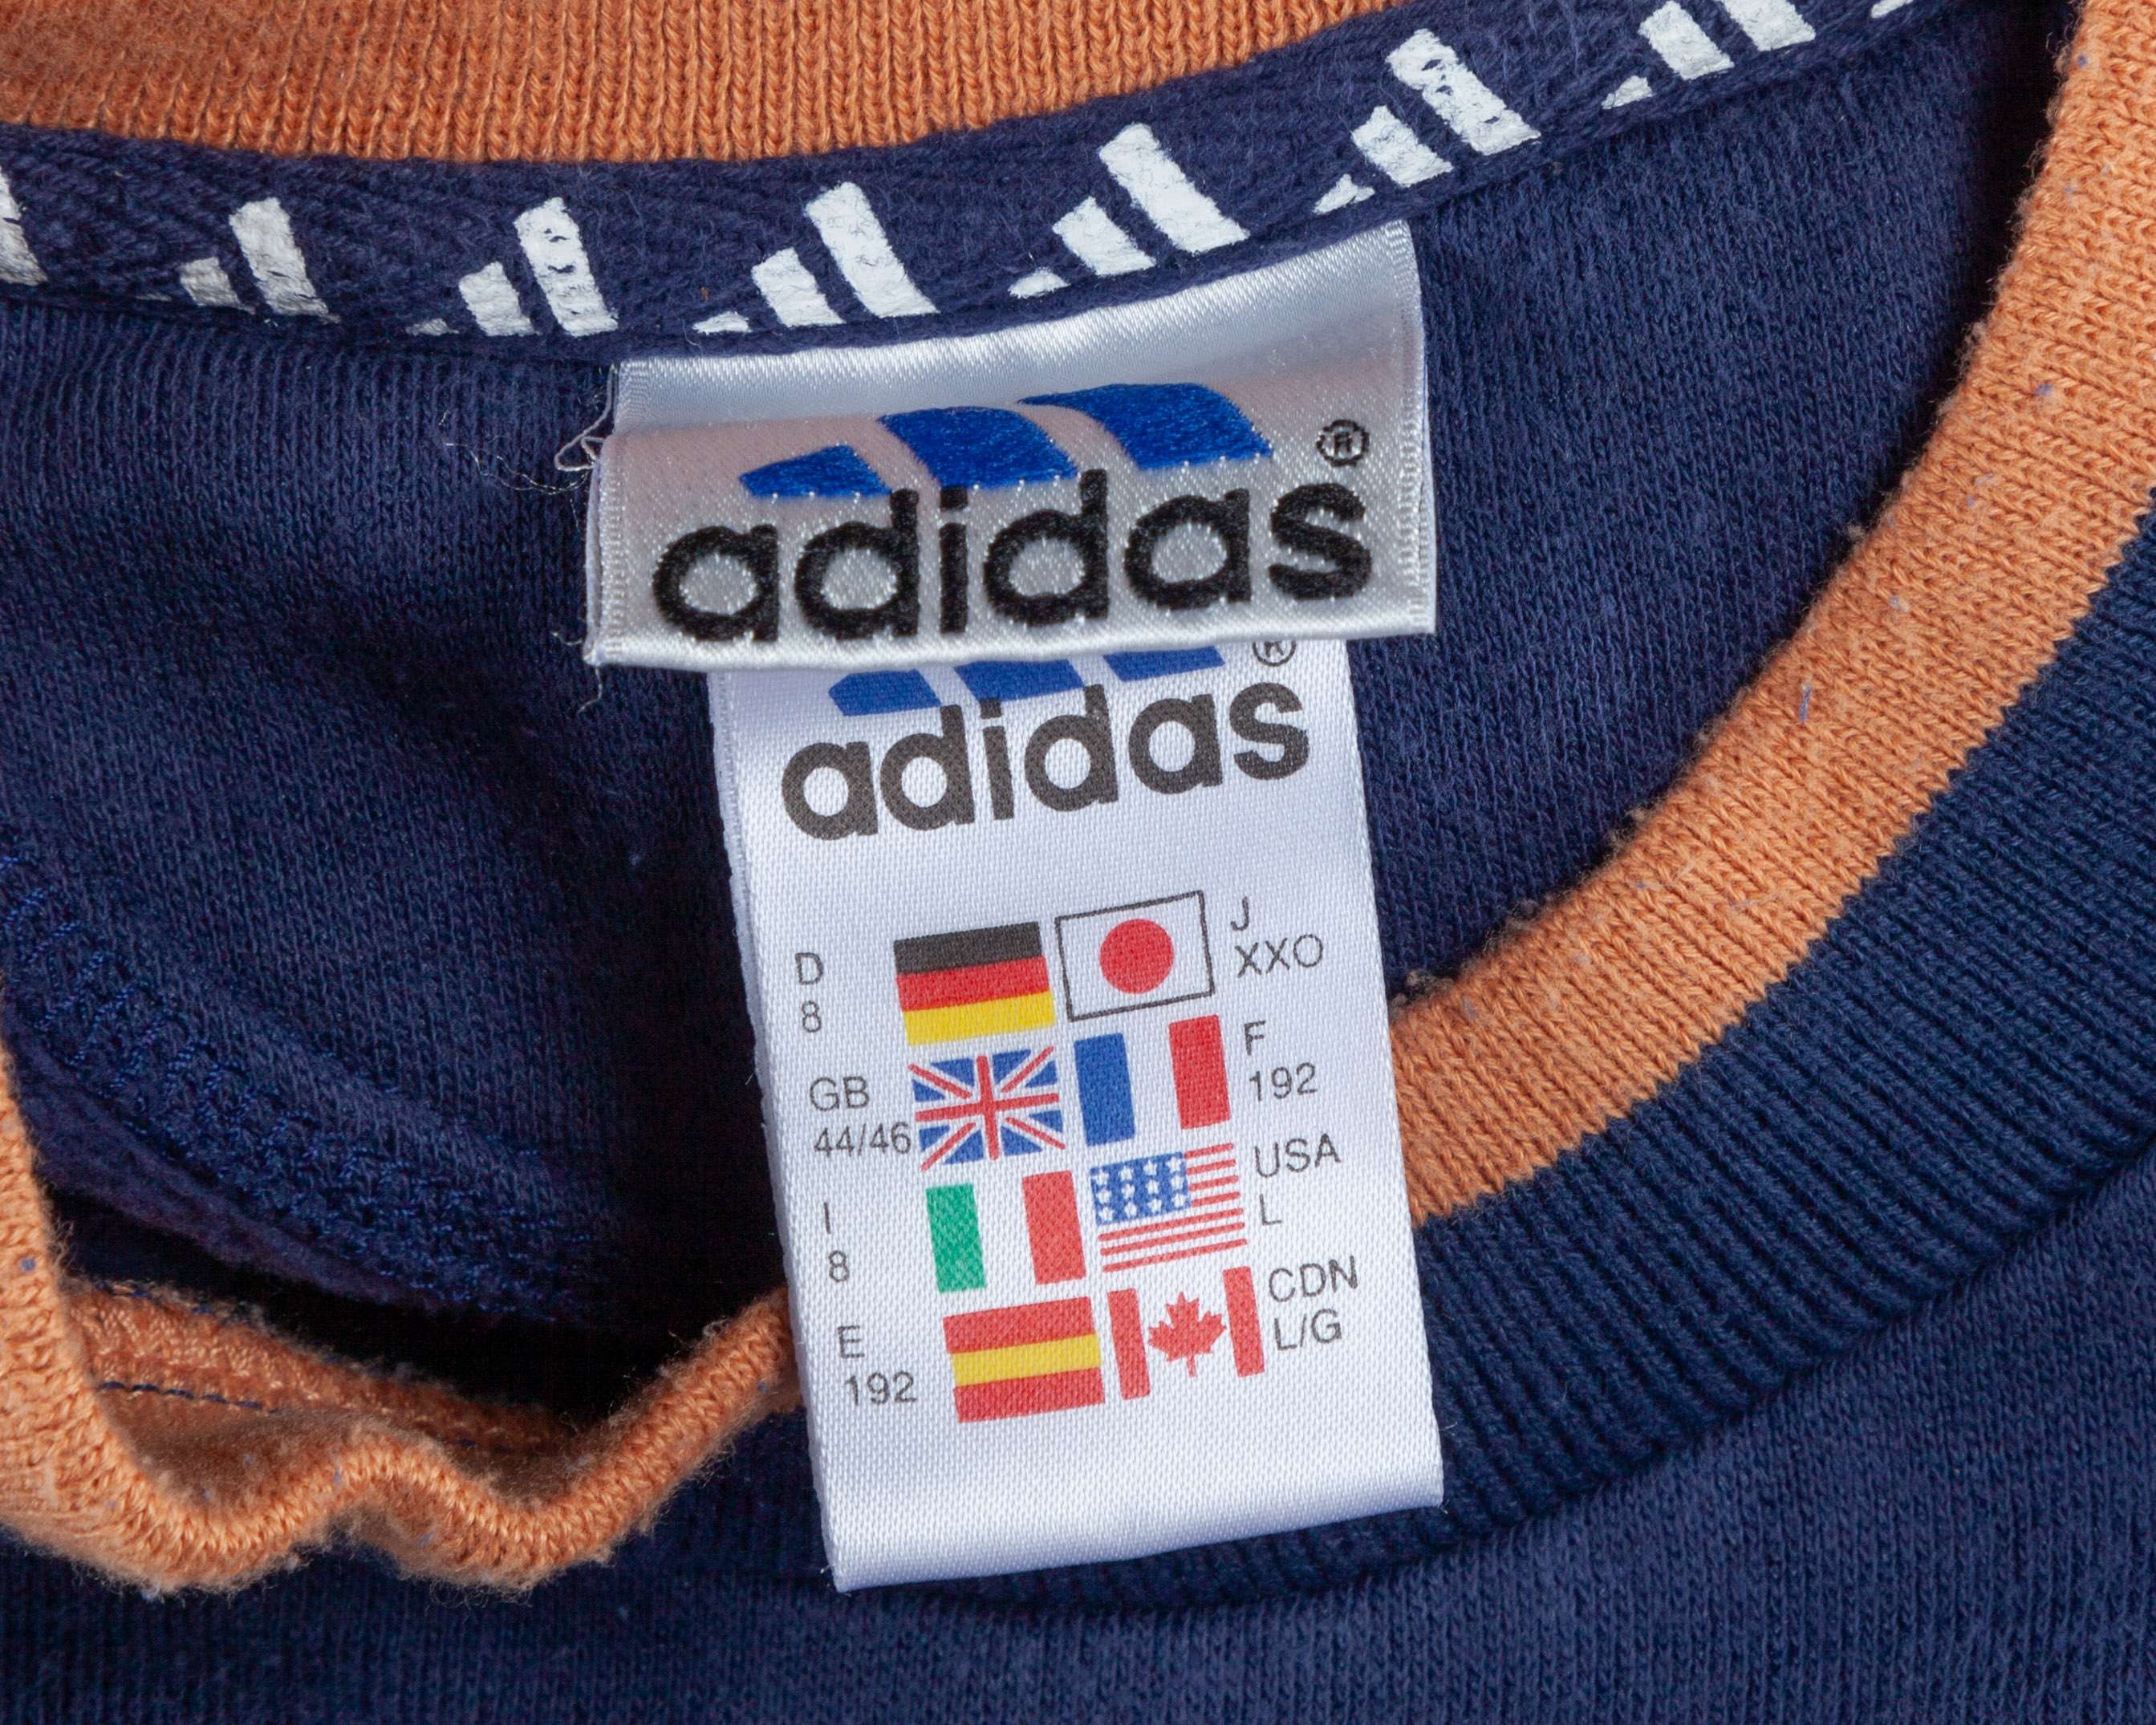 adidas®
adidas®
D
8
J
XXO
GB
44/46
F
192
I
8
USA
L
E
192
CDN
L/G